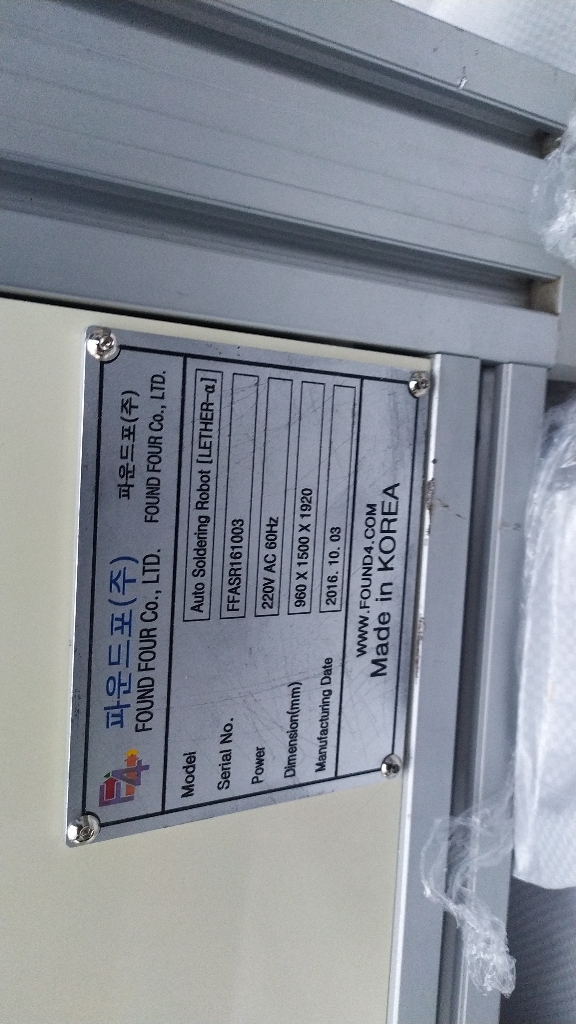 F4 파운드포(주) 파운드포(주)
FOUND FOUR Co., LTD. FOUND FOUR Co., LTD.
Model Auto Soldering Robot [LETHER-α]
Serial No. FFASR161003
Power 220V AC 60Hz
Dimension(mm) 960 X 1500 X 1920
Manufacturing Date 2016. 10. 03
WWW.FOUND4.COM
Made in KOREA